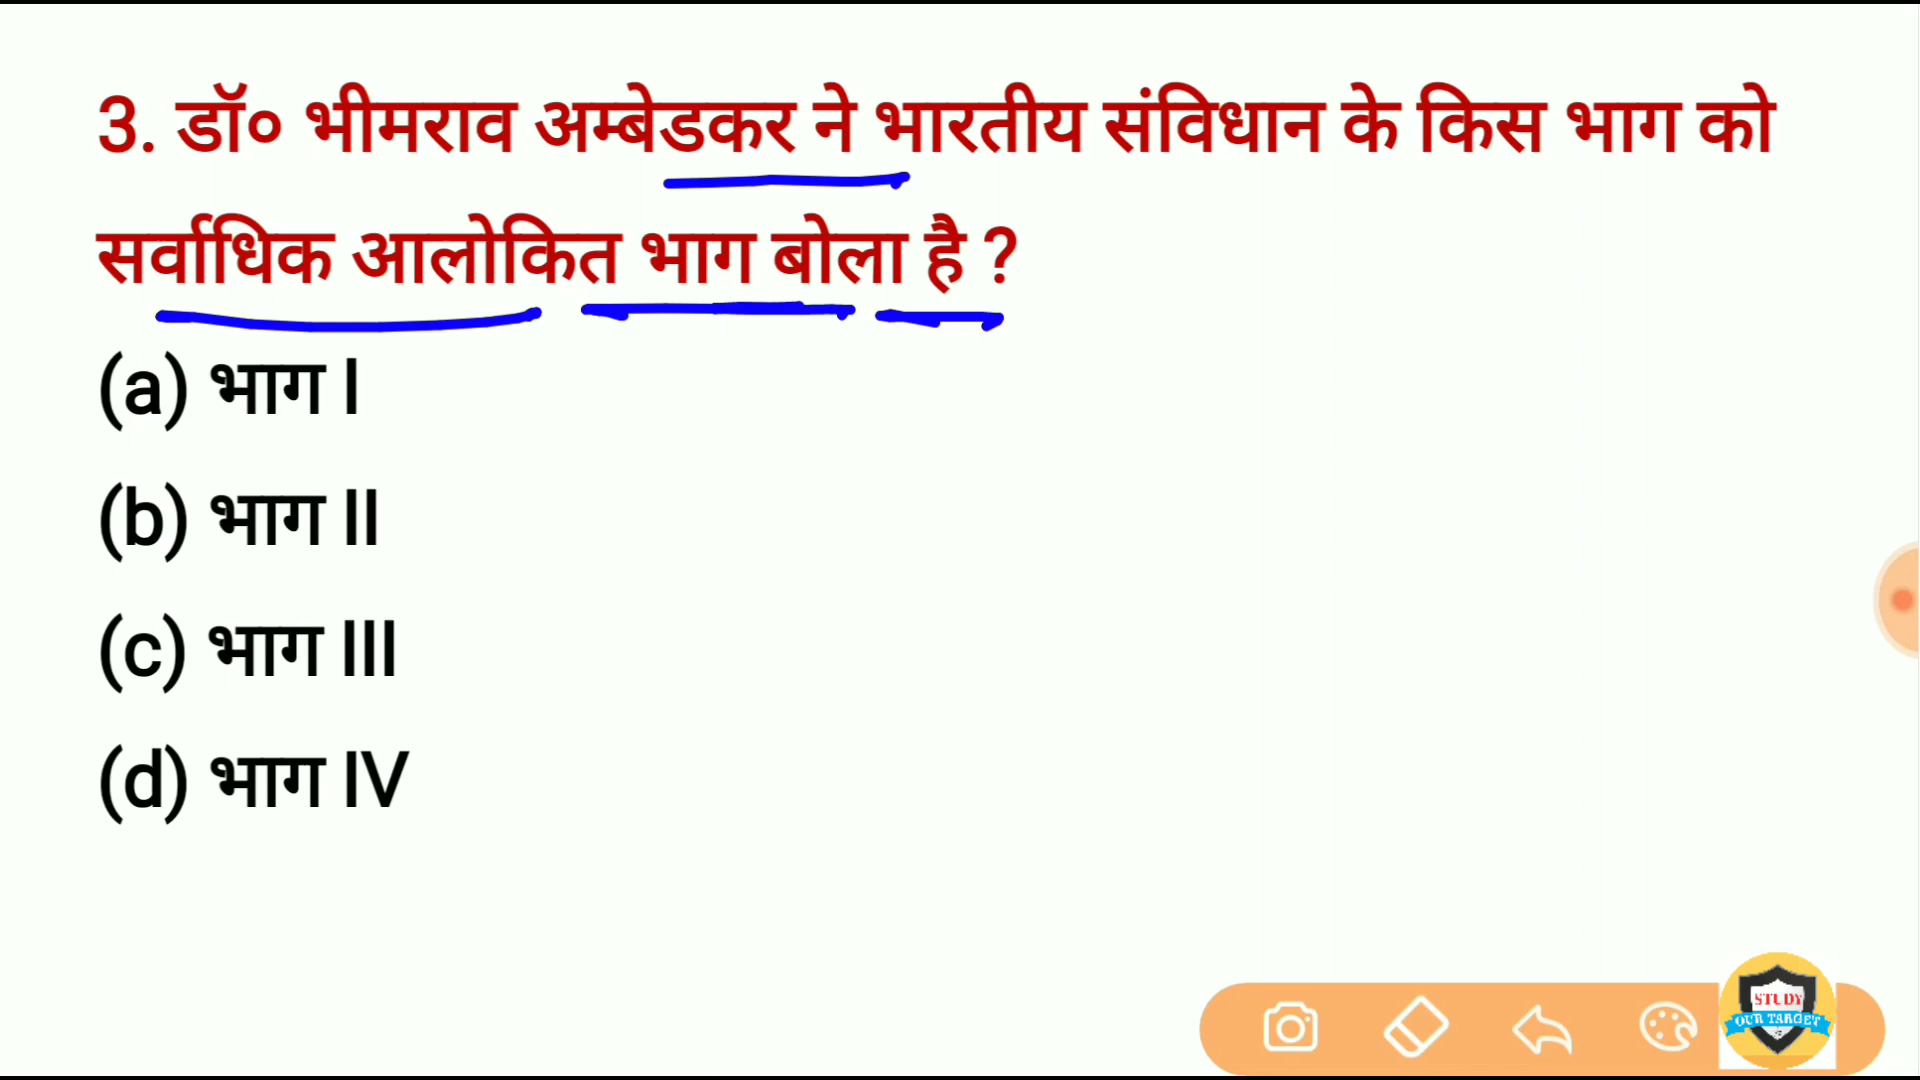 3. डॉ० भीमराव अम्बेडकर ने भारतीय संविधान के किस भाग को
सर्वाधिक आलोकित भाग बोला है ?
(a) भाग I
(b) भाग II
(c) भाग III
(d) भाग IV
STUDY
OUR TARGET